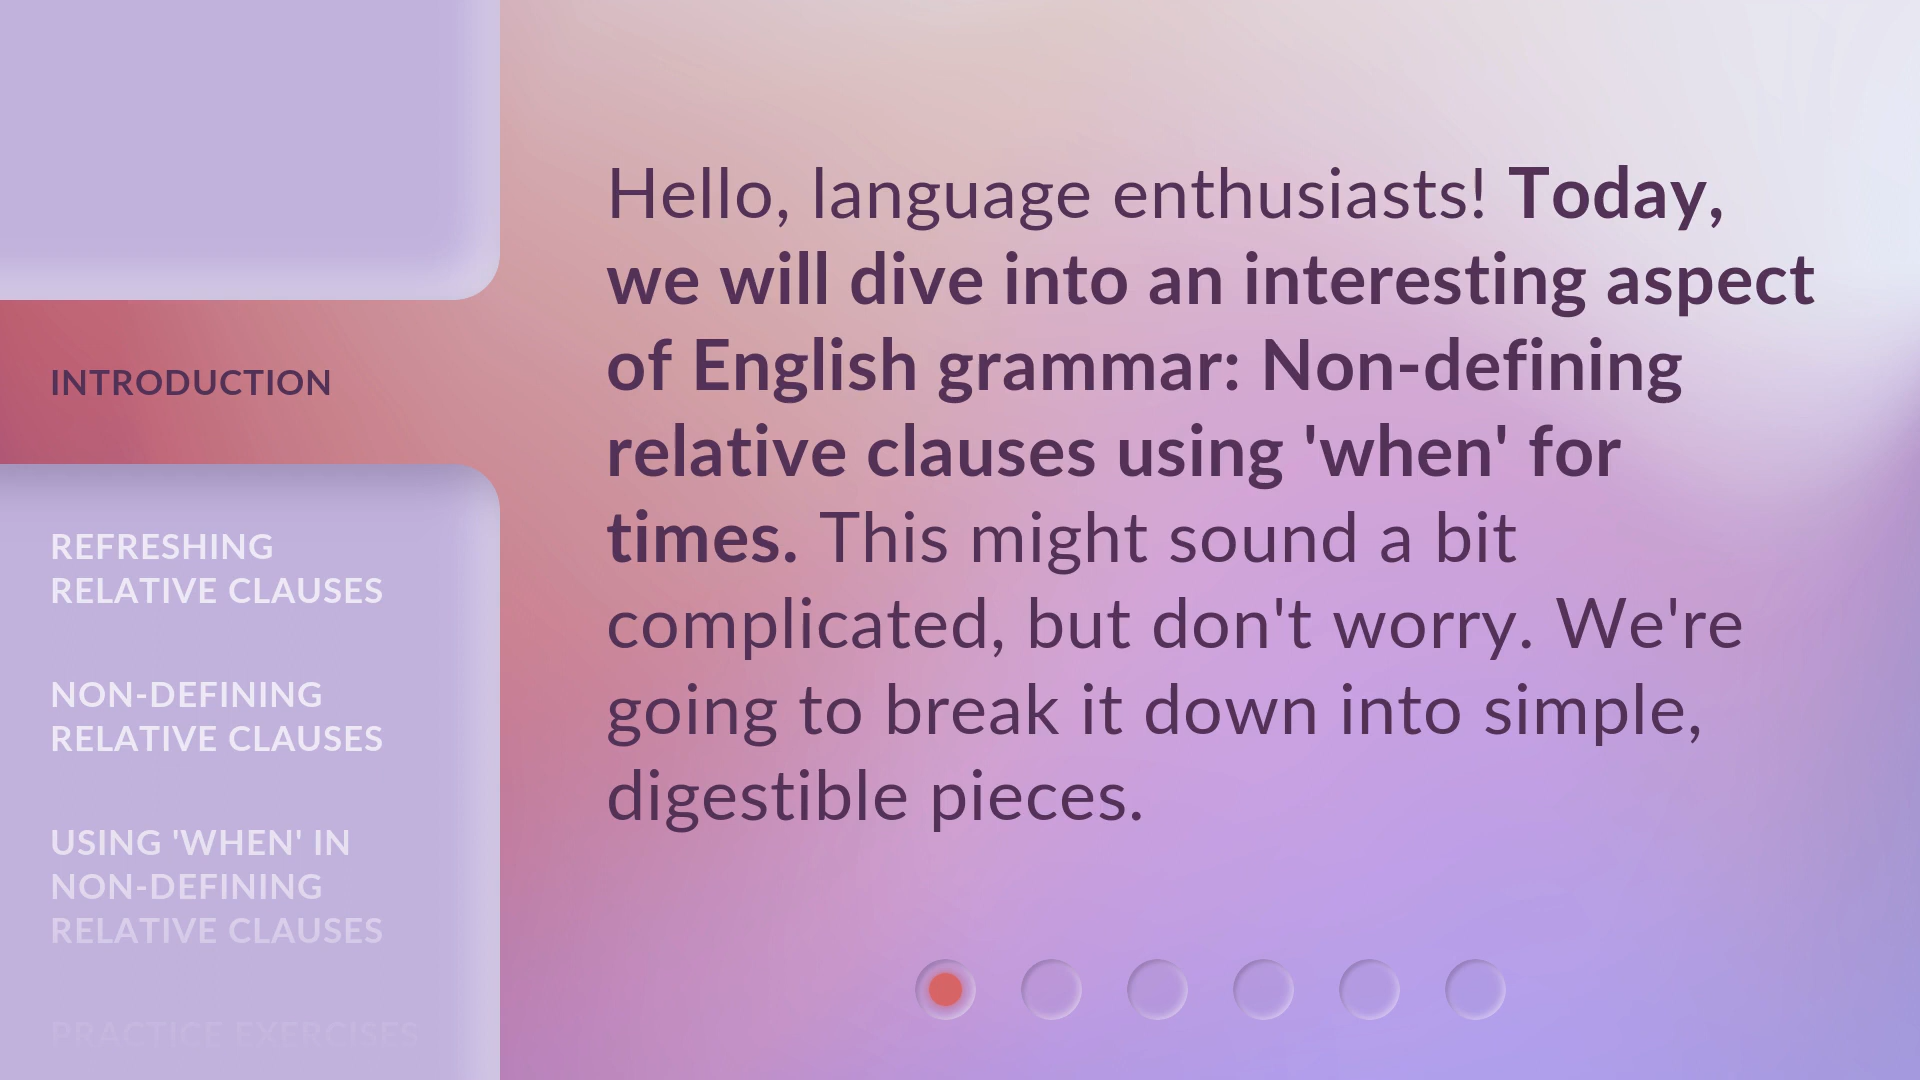 INTRODUCTION
REFRESHING
RELATIVE CLAUSES
NON-DEFINING
RELATIVE CLAUSES
USING 'WHEN' IN
NON-DEFINING
RELATIVE CLAUSES
PRACTICE EXERCISES
Hello, language enthusiasts! Today,
we will dive into an interesting aspect
of English grammar: Non-defining
relative clauses using 'when' for
times. This might sound a bit
complicated, but don't worry. We're
going to break it down into simple,
digestible pieces.